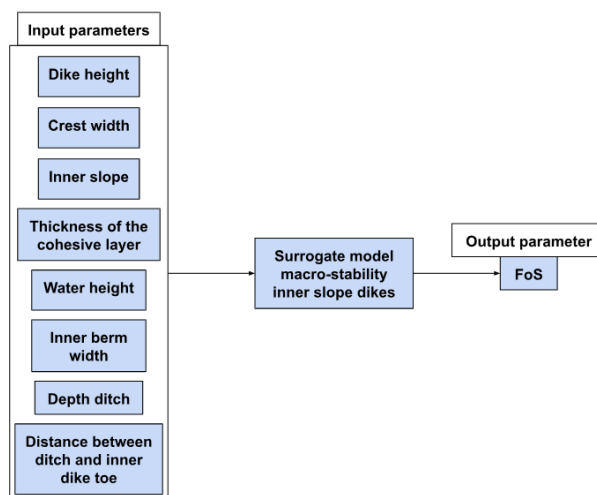 Input parameters
Dike height
Crest width
Inner slope
Thickness of the
cohesive layer
Water height
Inner berm
width
Depth ditch
Distance between
ditch and inner
dike toe
Surrogate model
macro-stability
inner slope dikes
Output parameter
FoS